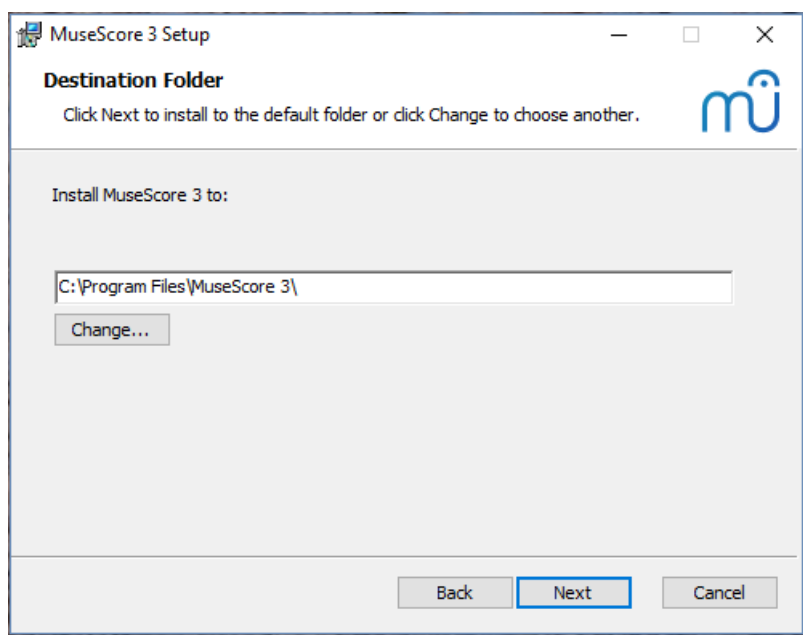 MuseScore 3 Setup
Destination Folder
Click Next to install to the default folder or click Change to choose another.
Install MuseScore 3 to:
C:\Program Files\MuseScore 3\
Change...
Back Next Cancel